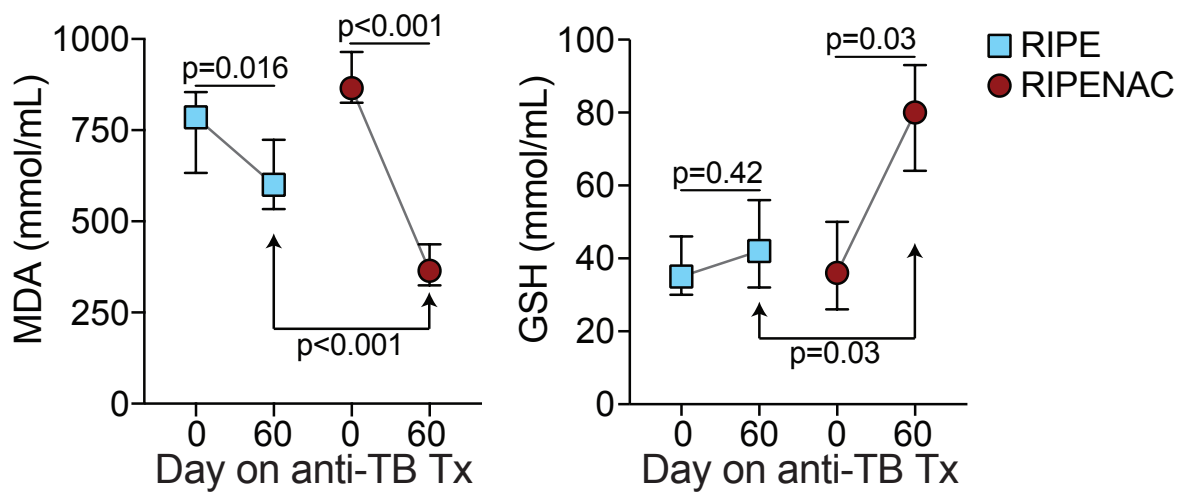 MDA (mmol/mL)
1000
750
500
250
0
p=0.016
p<0.001
p<0.001
0 60 0 60
Day on anti-TB Tx
GSH (mmol/mL)
100
80
60
40
20
0
p=0.42
p=0.03
p=0.03
0 60 0 60
Day on anti-TB Tx
RIPE
RIPENAC